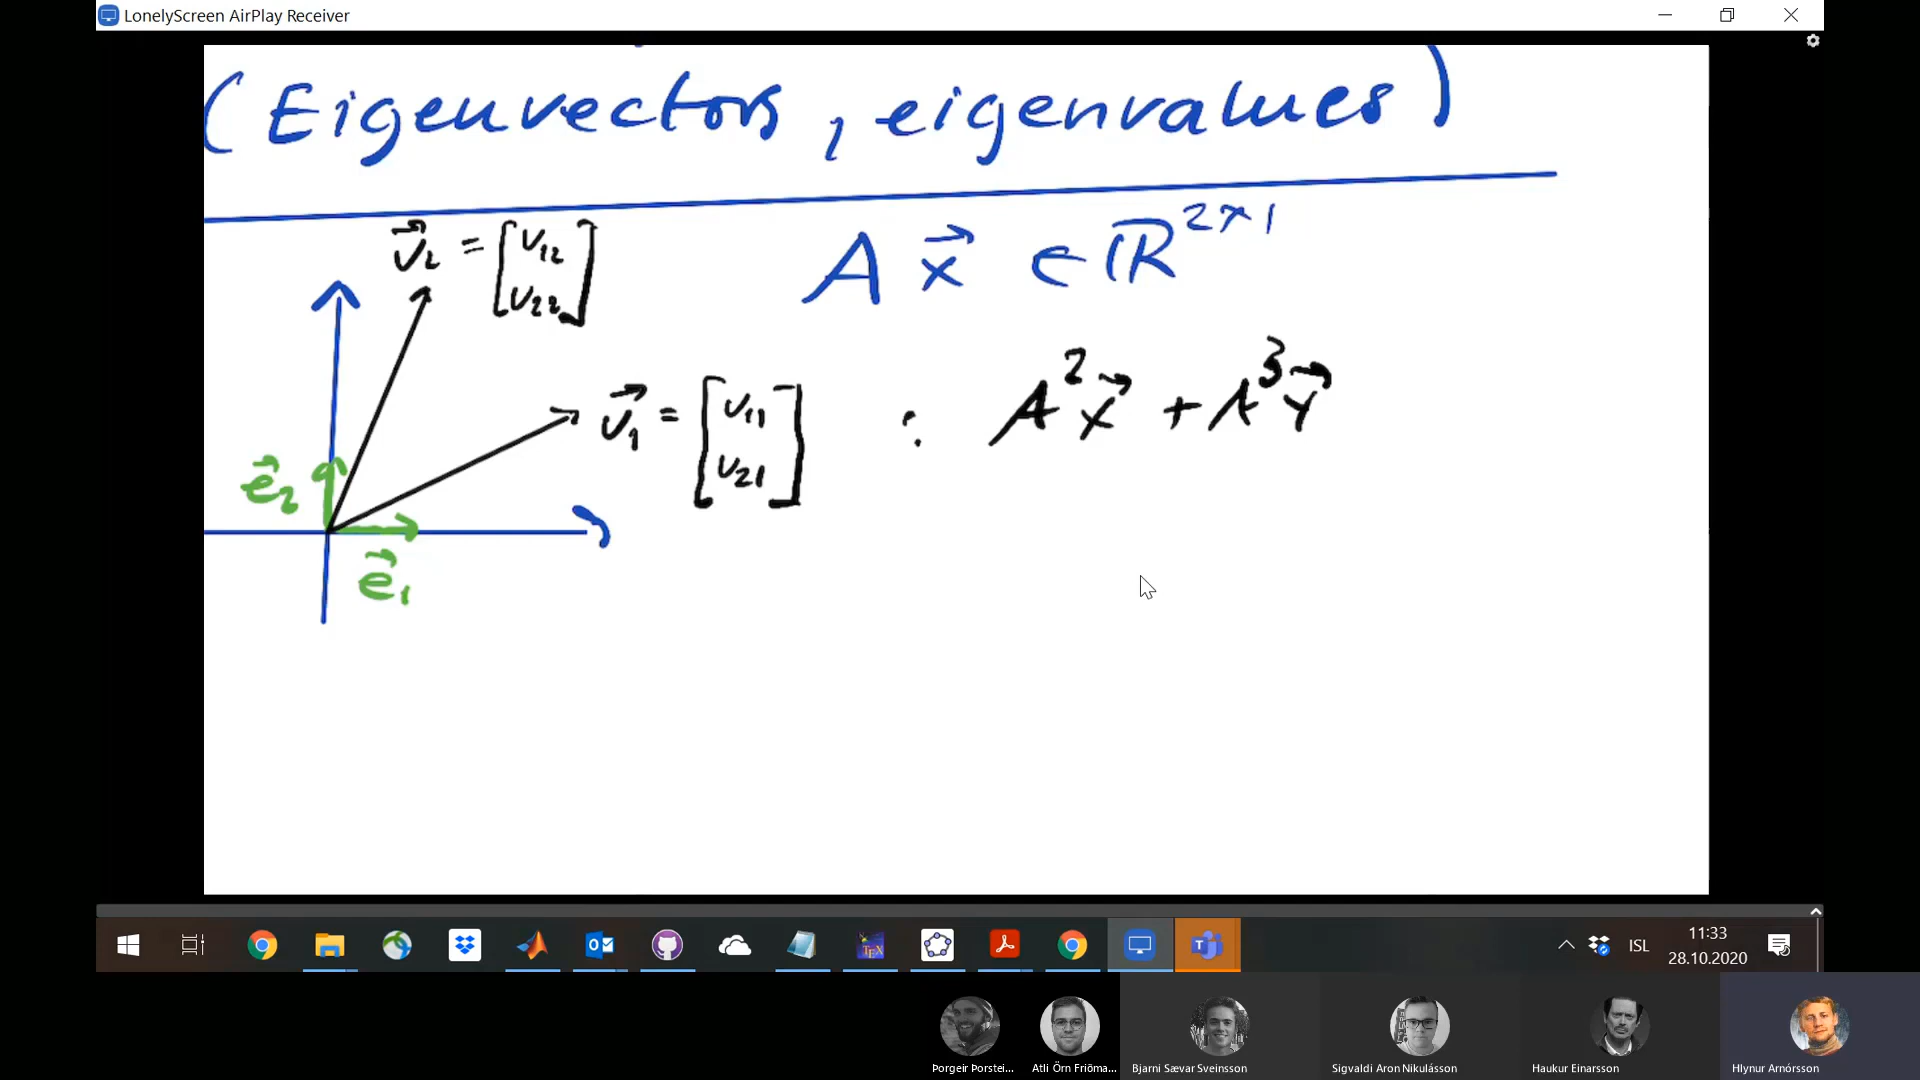 LonelyScreen AirPlay Receiver
(Eigenvectors, eigenvalues)
v⃗₂ = [v₁₂ v₂₂]
A x⃗ ∈ ℝ²ˣ¹
v⃗₁ = [v₁₁ v₂₁]
: A²x⃗ + A³y⃗
e⃗₂
e⃗₁
TEX
ISL
11:33
28.10.2020
Þorgeir Þorstei...
Atli Örn Friðma...
Bjarni Sævar Sveinsson
Sigvaldi Aron Nikulásson
Haukur Einarsson
Hlynur Arnórsson